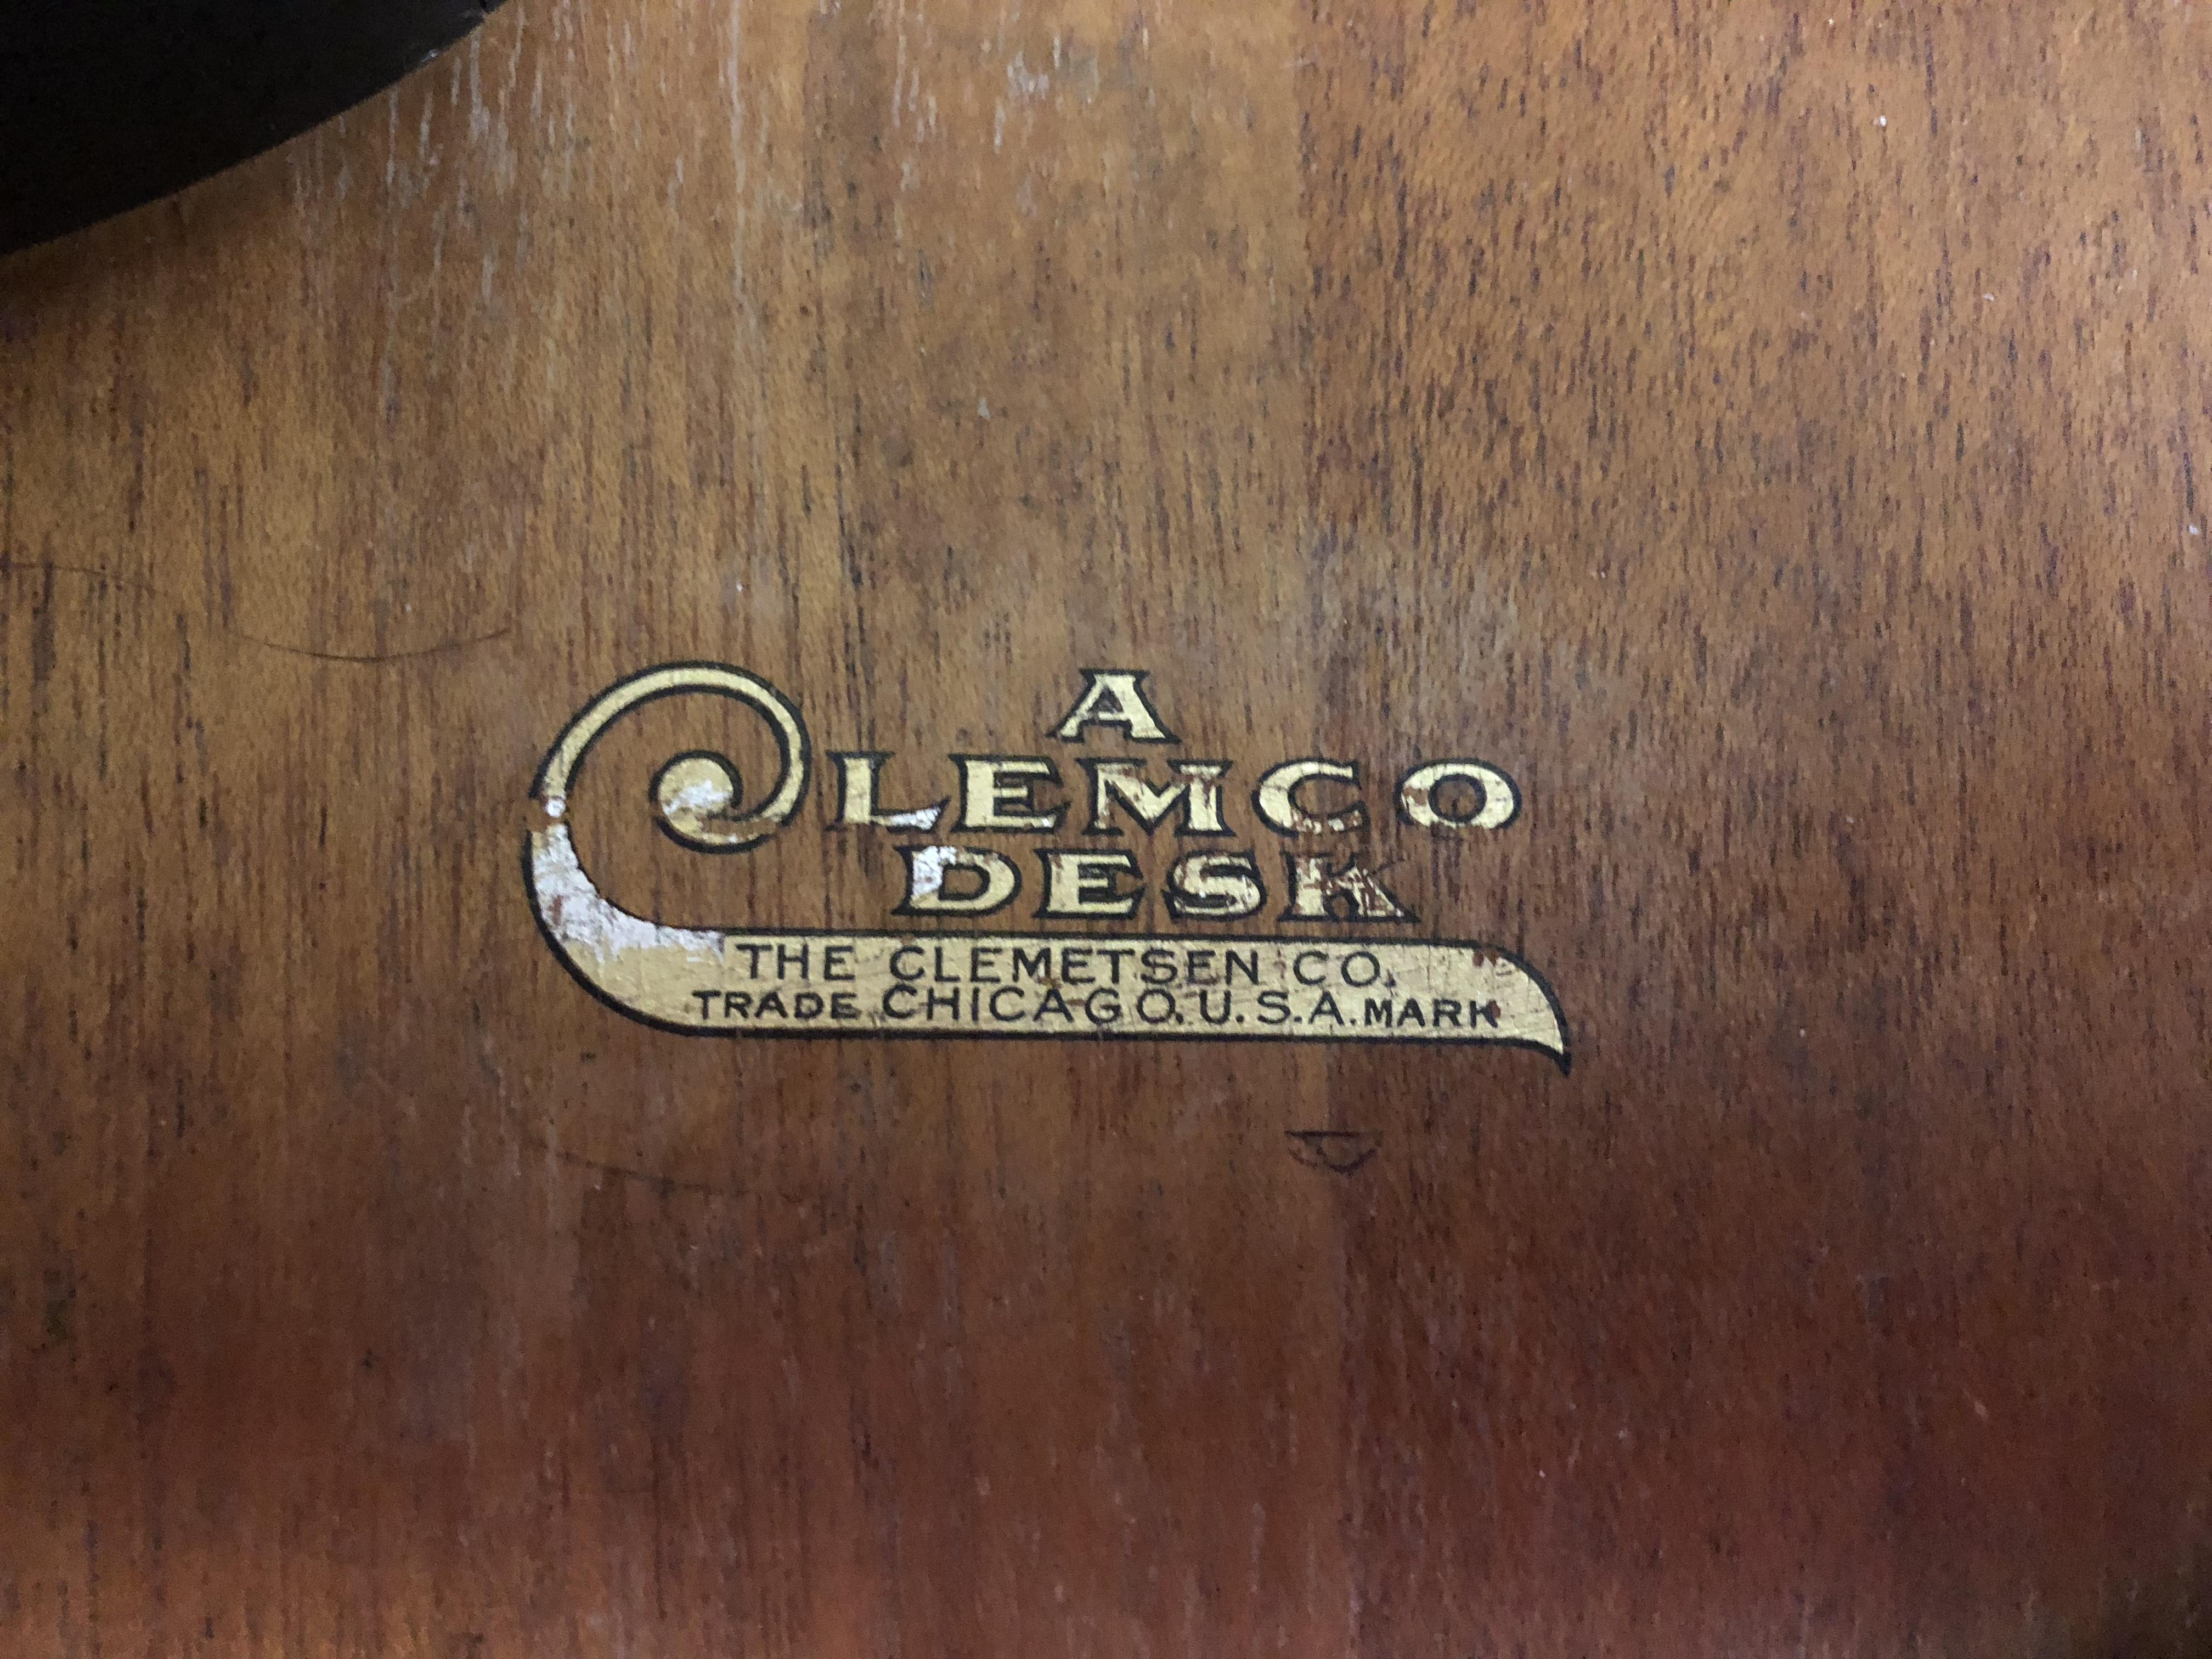 A
CLEMCO
DESK
THE CLEMETSEN CO.
TRADE CHICAGO. U.S.A. MARK